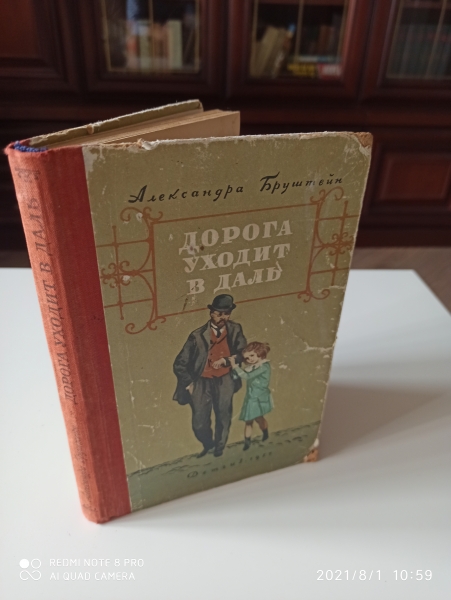 Александра Бруштейн
ДОРОГА
УХОДИТ
В ДАЛЬ
ДОРОГА УХОДИТ В ДАЛЬ
REDMI NOTE 8 PRO
AI QUAD CAMERA
2021/8/1 10:59